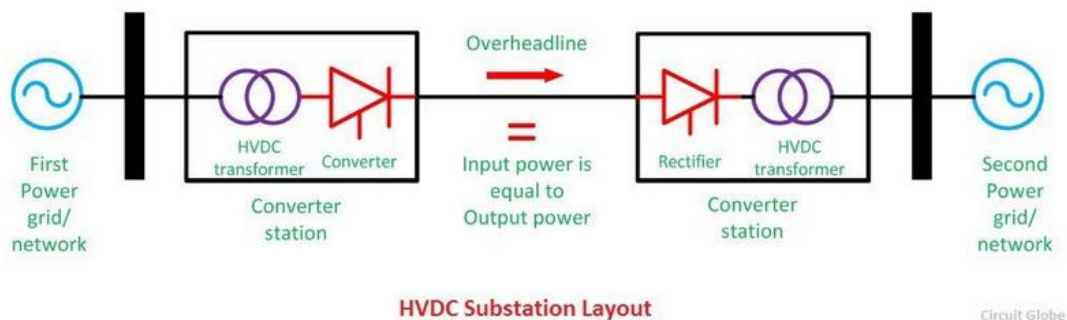 Overheadline
HVDC
transformer
Converter
Input power is
equal to
Output power
Rectifier
HVDC
transformer
First
Power
grid/
network
Converter
station
Converter
station
Second
Power
grid/
network
HVDC Substation Layout
Circuit Globe